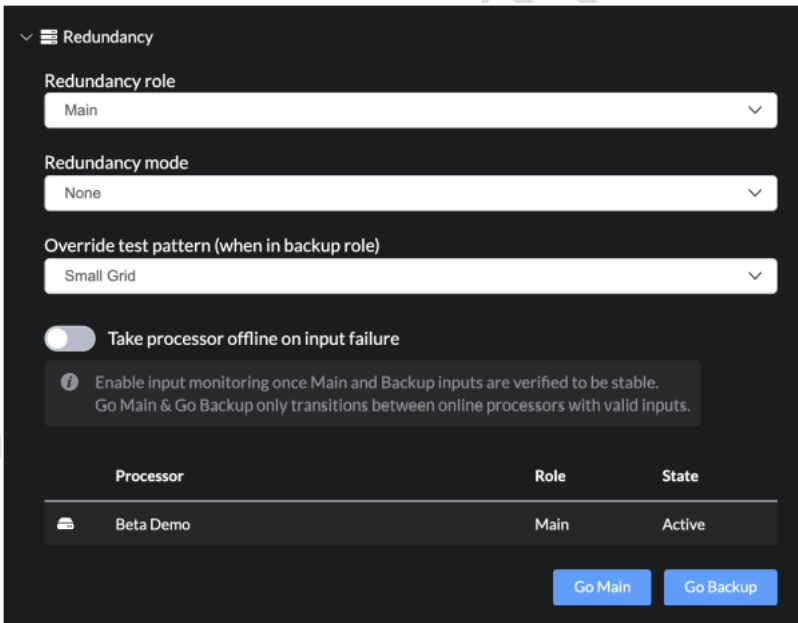 Redundancy
Redundancy role
Main
Redundancy mode
None
Override test pattern (when in backup role)
Small Grid
Take processor offline on input failure
Enable input monitoring once Main and Backup inputs are verified to be stable.
Go Main & Go Backup only transitions between online processors with valid inputs.
Processor Role State
Beta Demo Main Active
Go Main Go Backup